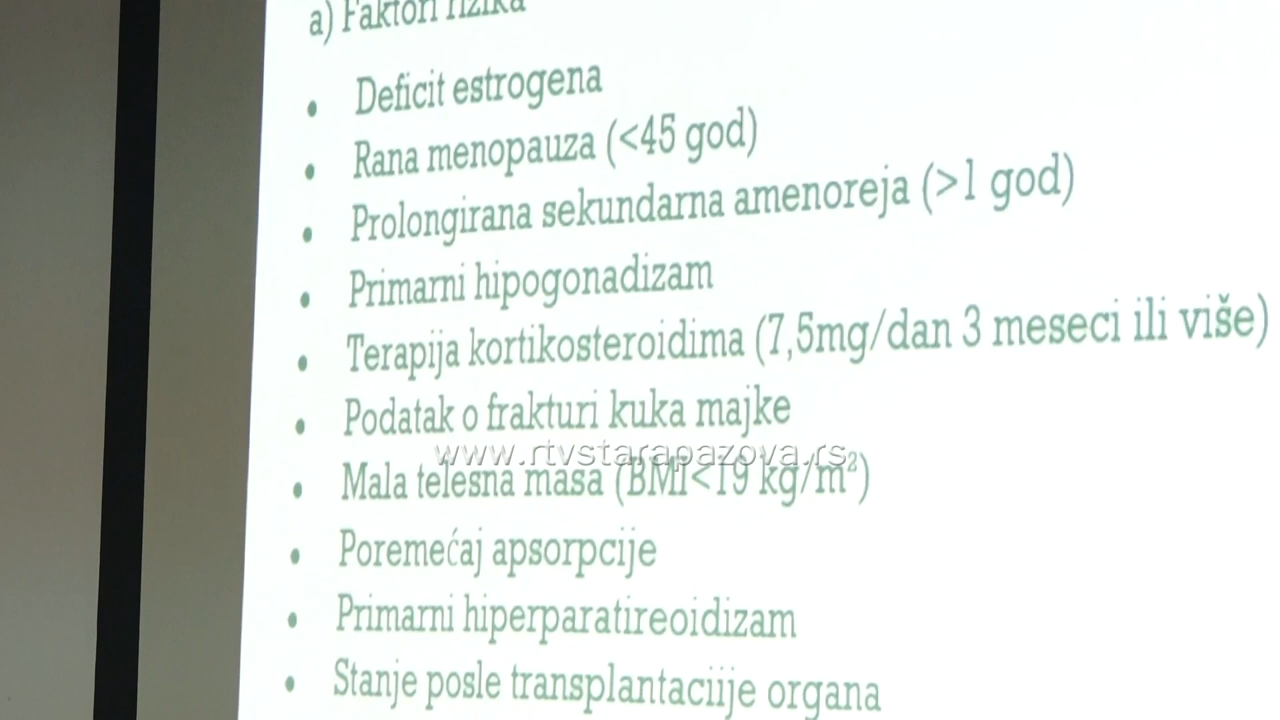 a) Faktori rizika
• Deficit estrogena
• Rana menopauza (<45 god)
• Prolongirana sekundarna amenoreja (>1 god)
• Primarni hipogonadizam
• Terapija kortikosteroidima (7,5mg/dan 3 meseci ili više)
• Podatak o frakturi kuka majke
www.rtvstarapazova.rs
• Mala telesna masa (BMI<19 kg/m²)
• Poremećaj apsorpcije
• Primarni hiperparatireoidizam
• Stanje posle transplantaciije organa